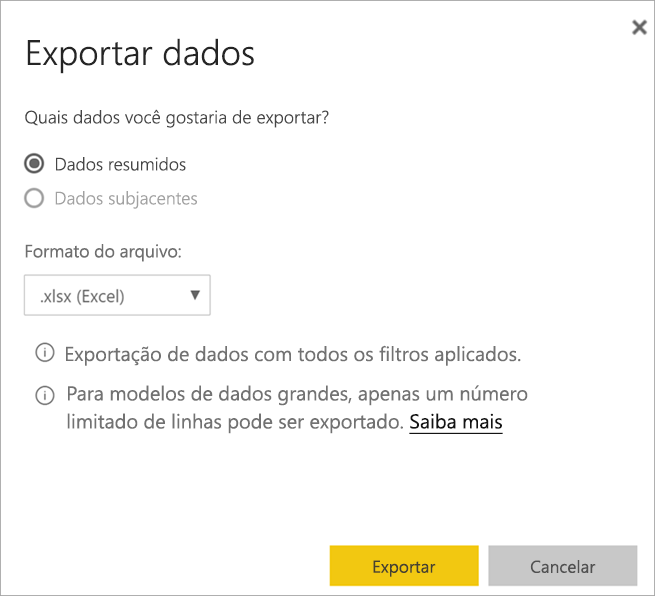 Exportar dados
Quais dados você gostaria de exportar?
Dados resumidos
Dados subjacentes
Formato do arquivo:
.xlsx (Excel)
Exportação de dados com todos os filtros aplicados.
Para modelos de dados grandes, apenas um número
limitado de linhas pode ser exportado. Saiba mais
Exportar
Cancelar